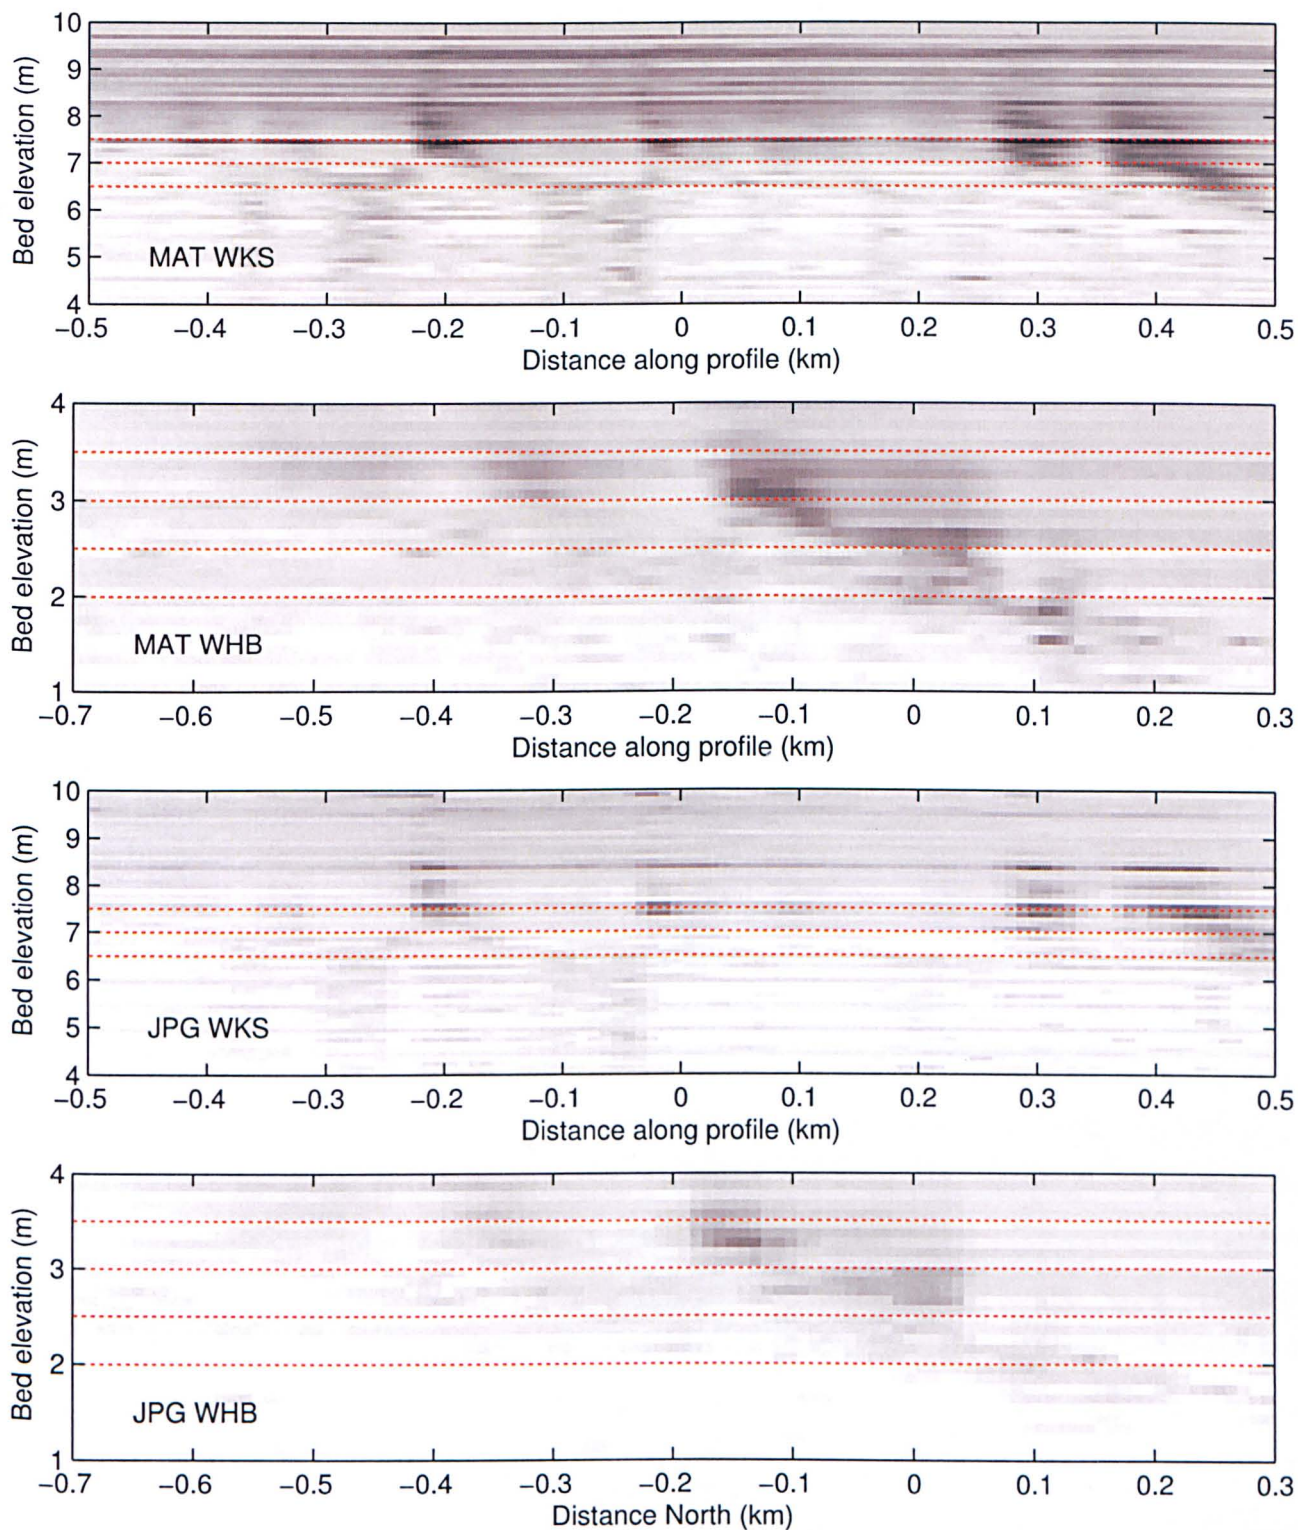 10
9
8
7
6
5
4
Bed elevation (m)
MAT WKS
−0.5 −0.4 −0.3 −0.2 −0.1 0 0.1 0.2 0.3 0.4 0.5
Distance along profile (km)
4
3
2
1
Bed elevation (m)
MAT WHB
−0.7 −0.6 −0.5 −0.4 −0.3 −0.2 −0.1 0 0.1 0.2 0.3
Distance along profile (km)
10
9
8
7
6
5
4
Bed elevation (m)
JPG WKS
−0.5 −0.4 −0.3 −0.2 −0.1 0 0.1 0.2 0.3 0.4 0.5
Distance along profile (km)
4
3
2
1
Bed elevation (m)
JPG WHB
−0.7 −0.6 −0.5 −0.4 −0.3 −0.2 −0.1 0 0.1 0.2 0.3
Distance North (km)